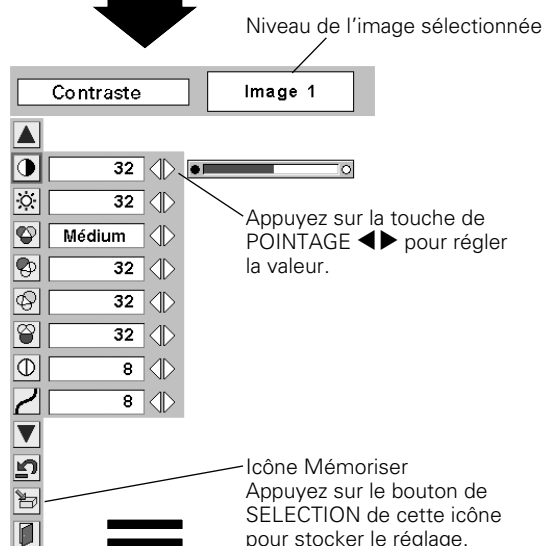 Niveau de l'image sélectionnée
Contraste
Image 1
32
32
Appuyez sur la touche de
POINTAGE ◀▶ pour régler
la valeur.
Médium
32
32
32
8
8
Icône Mémoriser
Appuyez sur le bouton de
SELECTION de cette icône
pour stocker le réglage.